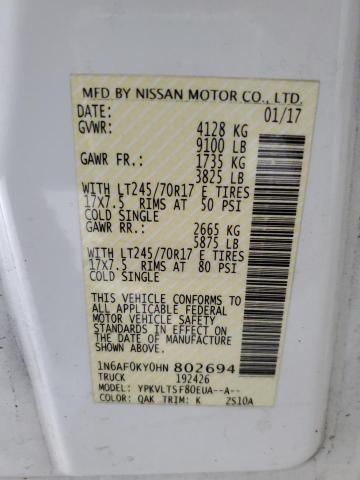 MFD BY NISSAN MOTOR CO., LTD.
DATE: 01/17
GVWR: 4128 KG
9100 LB
GAWR FR.: 1735 KG
3825 LB
WITH LT245/70R17 E TIRES
17X7.5 RIMS AT 50 PSI
COLD SINGLE
GAWR RR.: 2665 KG
5875 LB
WITH LT245/70R17 E TIRES
17X7.5 RIMS AT 80 PSI
COLD SINGLE
THIS VEHICLE CONFORMS TO
ALL APPLICABLE FEDERAL
MOTOR VEHICLE SAFETY
STANDARDS IN EFFECT ON
THE DATE OF MANUFACTURE
SHOWN ABOVE.
1N6AF0KY0HN 802694
TRUCK 192426
MODEL: YPKVLTSF80EUA--A--
COLOR: QAK TRIM: K 2S10A